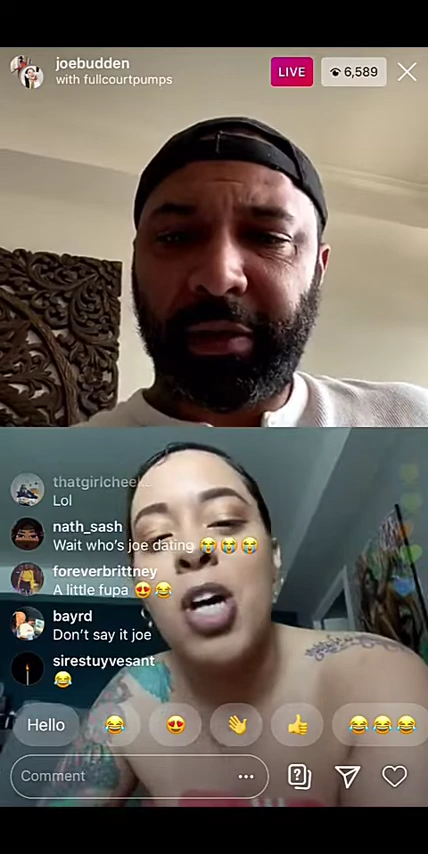 joebudden
with fullcourtpumps
LIVE
6,589
thatgirlcheek
Lol
nath_sash
Wait who's joe dating 😭😭😭
foreverbrittney
A little fupa 😍😂
bayrd
Don't say it joe
sirestuyvesant
😂
Hello 😂 😍 👋 👍 😂😂😂
Comment